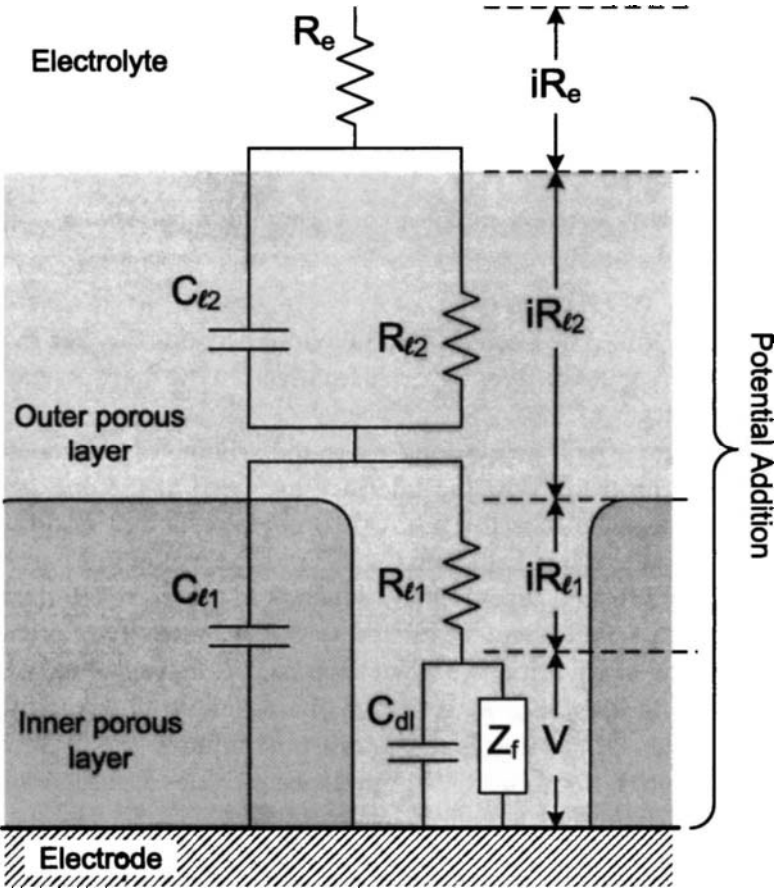 Electrolyte
Rₑ
iRₑ
Cℓ2
Rℓ2
iRℓ2
Potential Addition
Outer porous
layer
Cℓ1
Rℓ1
iRℓ1
Inner porous
layer
Cdl
Zf
V
Electrode